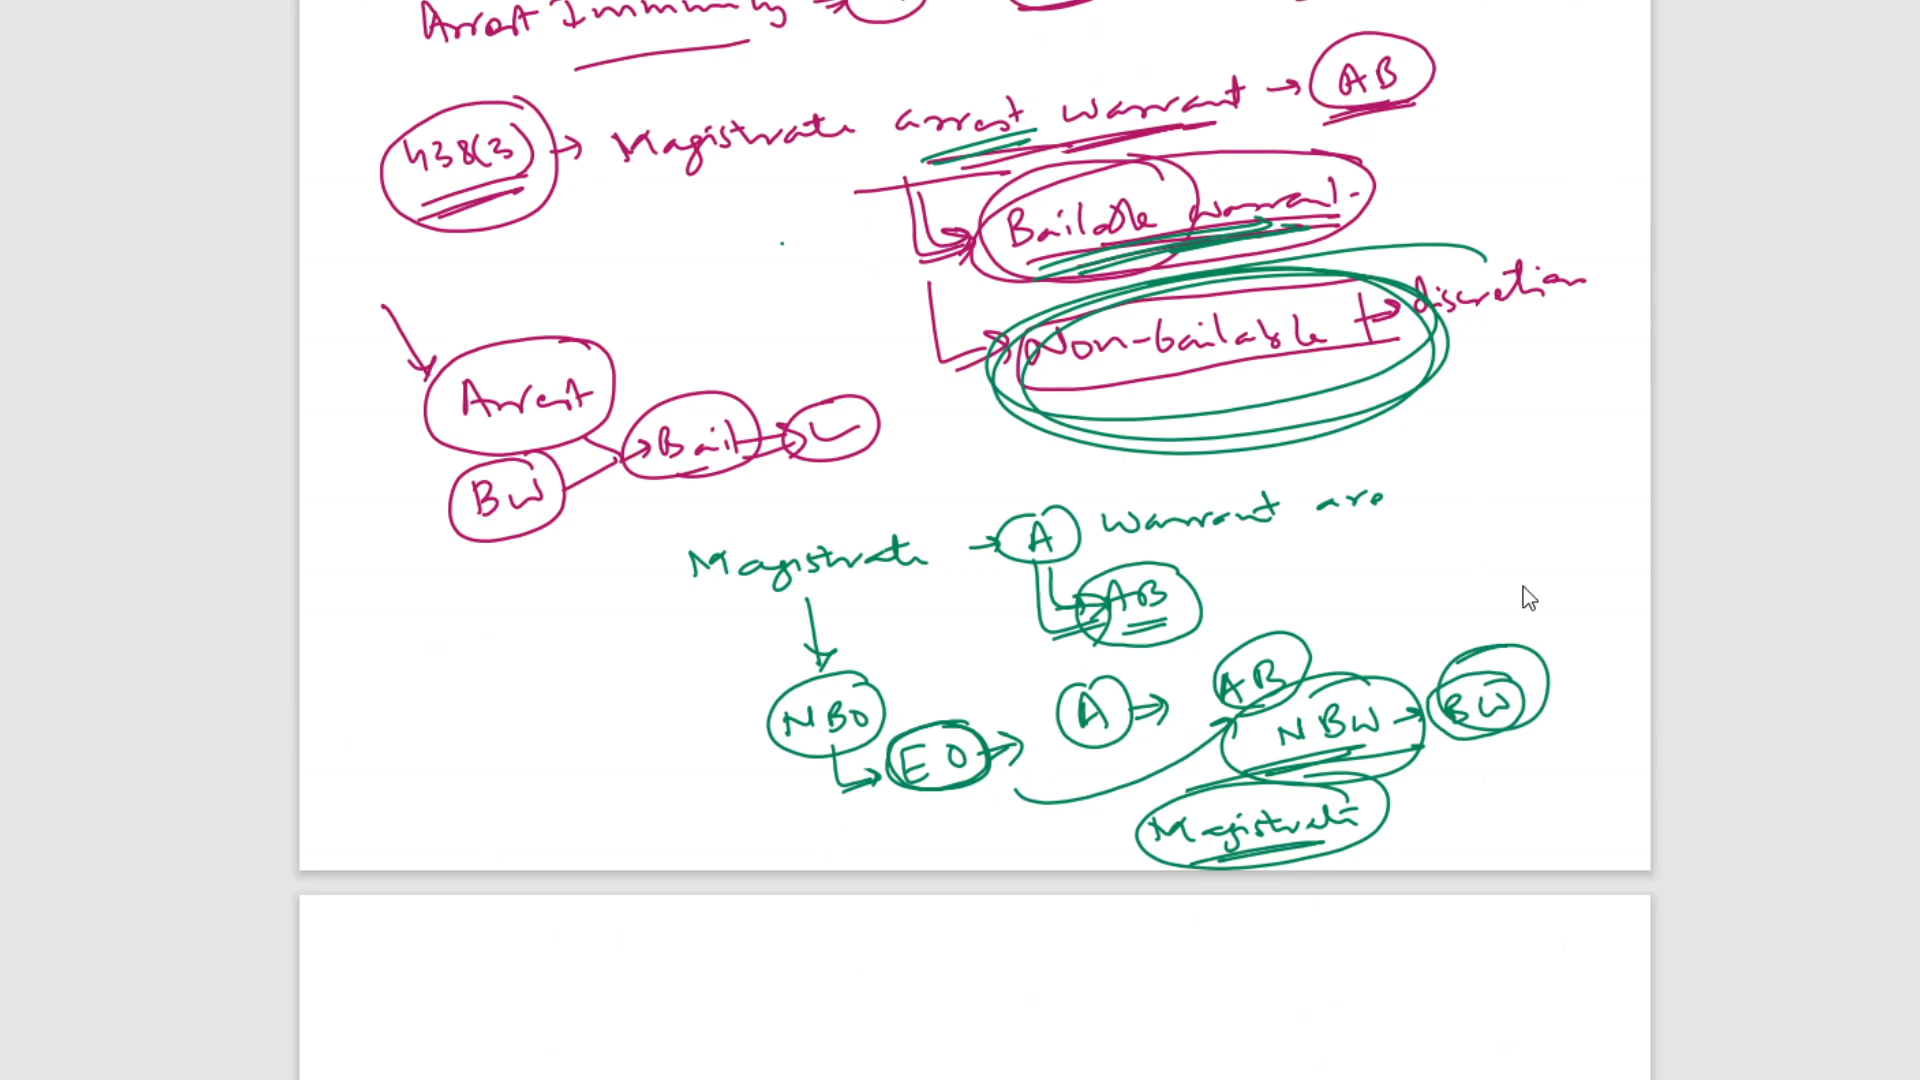 Arrest Immunity
438(3) → Magistrate arrest warrant → AB
Bailable warrant.
Non-bailable → discretion
Arrest
Bail
BW
Magistrate → A warrant are
AB
NBO
EO →
A →
AB
NBW → BW
Magistrate